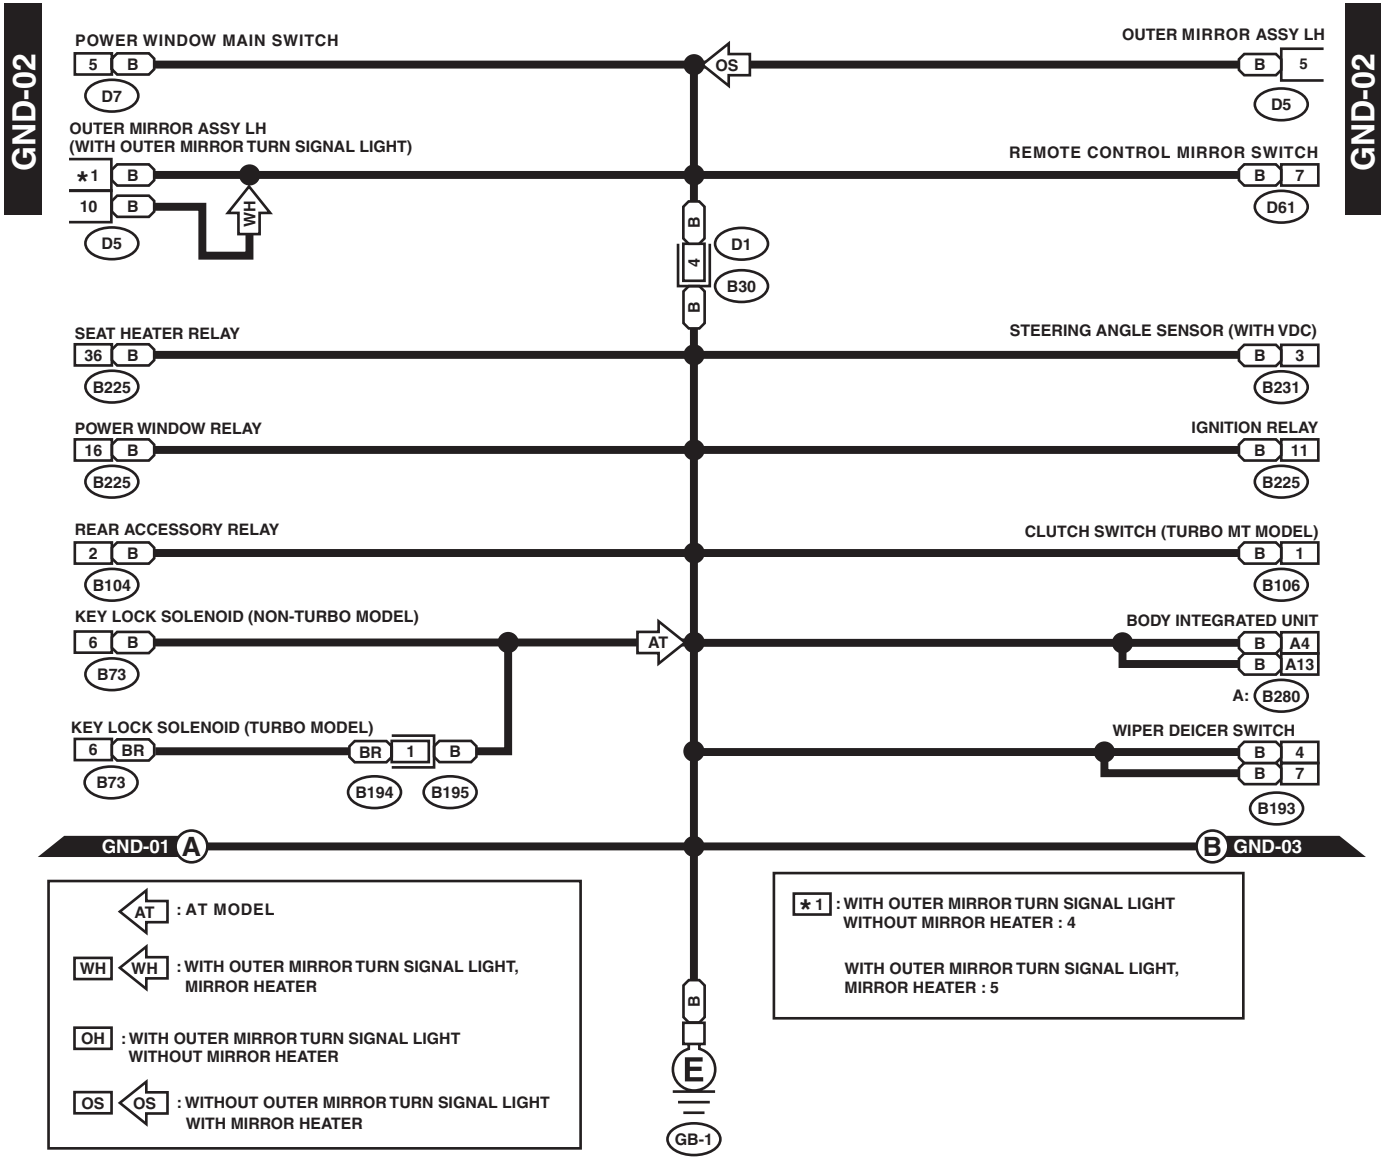 GND-02
GND-02
POWER WINDOW MAIN SWITCH
5 B
D7
OS
OUTER MIRROR ASSY LH
B 5
D5
OUTER MIRROR ASSY LH
(WITH OUTER MIRROR TURN SIGNAL LIGHT)
*1 B
10 B
D5
WH
REMOTE CONTROL MIRROR SWITCH
B 7
D61
B
4
B
D1
B30
SEAT HEATER RELAY
36 B
B225
STEERING ANGLE SENSOR (WITH VDC)
B 3
B231
POWER WINDOW RELAY
16 B
B225
IGNITION RELAY
B 11
B225
REAR ACCESSORY RELAY
2 B
B104
CLUTCH SWITCH (TURBO MT MODEL)
B 1
B106
KEY LOCK SOLENOID (NON-TURBO MODEL)
6 B
B73
AT
BODY INTEGRATED UNIT
B A4
B A13
A: B280
KEY LOCK SOLENOID (TURBO MODEL)
6 BR
B73
BR 1 B
B194 B195
WIPER DEICER SWITCH
B 4
B 7
B193
GND-01 A
B GND-03
AT : AT MODEL
WH WH : WITH OUTER MIRROR TURN SIGNAL LIGHT,
MIRROR HEATER
OH : WITH OUTER MIRROR TURN SIGNAL LIGHT
WITHOUT MIRROR HEATER
OS OS : WITHOUT OUTER MIRROR TURN SIGNAL LIGHT
WITH MIRROR HEATER
*1 : WITH OUTER MIRROR TURN SIGNAL LIGHT
WITHOUT MIRROR HEATER : 4
WITH OUTER MIRROR TURN SIGNAL LIGHT,
MIRROR HEATER : 5
B
E
GB-1